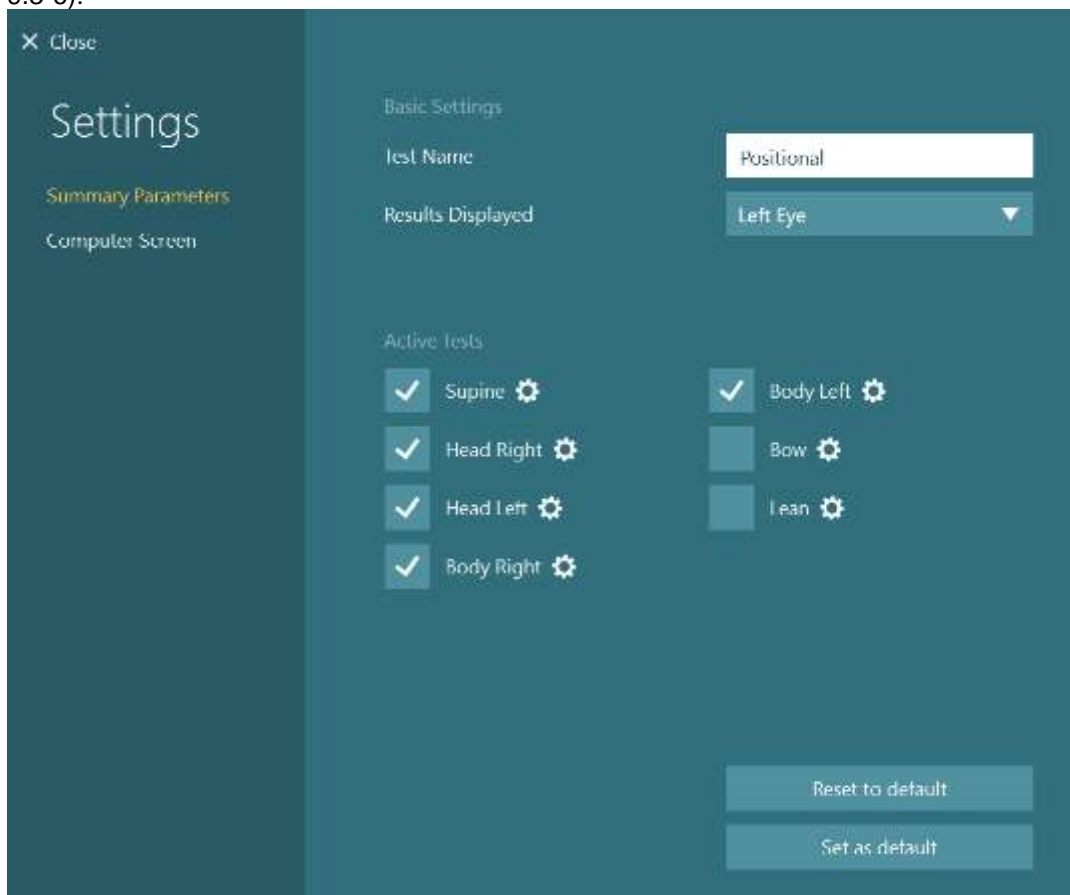 ✕ Close
Settings
Summary Parameters
Computer Screen
Basic Settings
Test Name
Positional
Results Displayed
Left Eye
Active Tests
Supine
Body Left
Head Right
Bow
Head Left
Lean
Body Right
Reset to default
Set as default